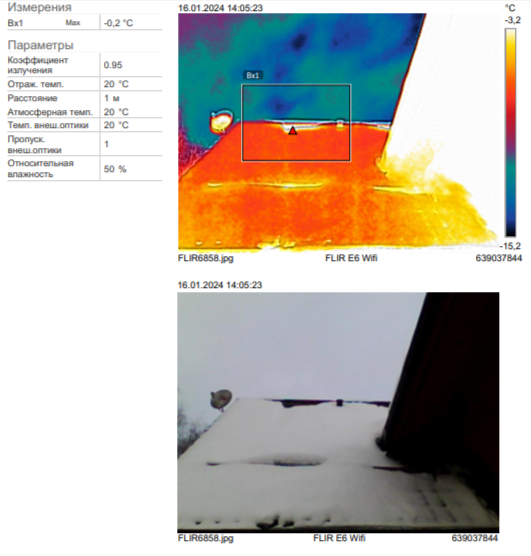 Измерения
Bx1 Max -0,2 °C
Параметры
Коэффициент излучения 0.95
Отраж. темп. 20 °C
Расстояние 1 м
Атмосферная темп. 20 °C
Темп. внеш.оптики 20 °C
Пропуск. внеш.оптики 1
Относительная влажность 50 %
16.01.2024 14:05:23
°C
-3,2
Bx1
-15,2
FLIR6858.jpg FLIR E6 Wifi 639037844
16.01.2024 14:05:23
FLIR6858.jpg FLIR E6 Wifi 639037844